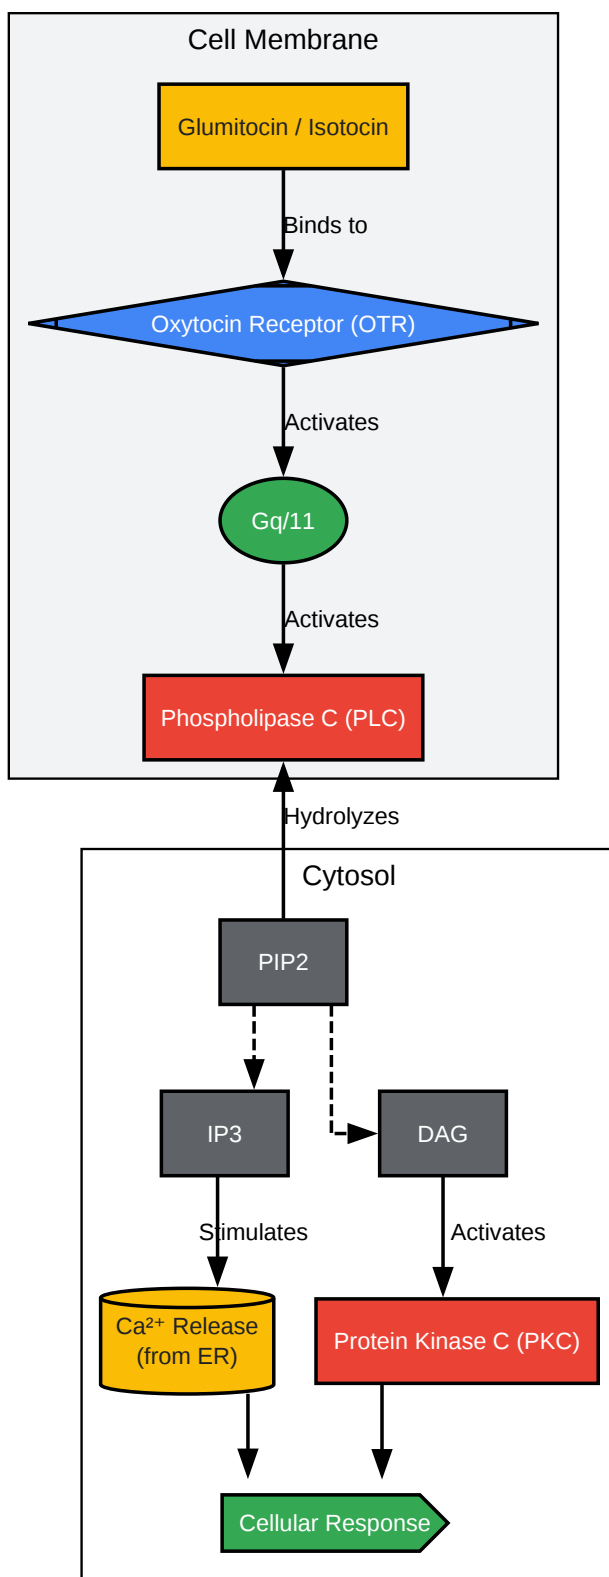 Cell Membrane
Glumitocin / Isotocin
Binds to
Oxytocin Receptor (OTR)
Activates
Gq/11
Activates
Phospholipase C (PLC)
Hydrolyzes
Cytosol
PIP2
IP3
DAG
Stimulates
Activates
Ca²⁺ Release
(from ER)
Protein Kinase C (PKC)
Cellular Response